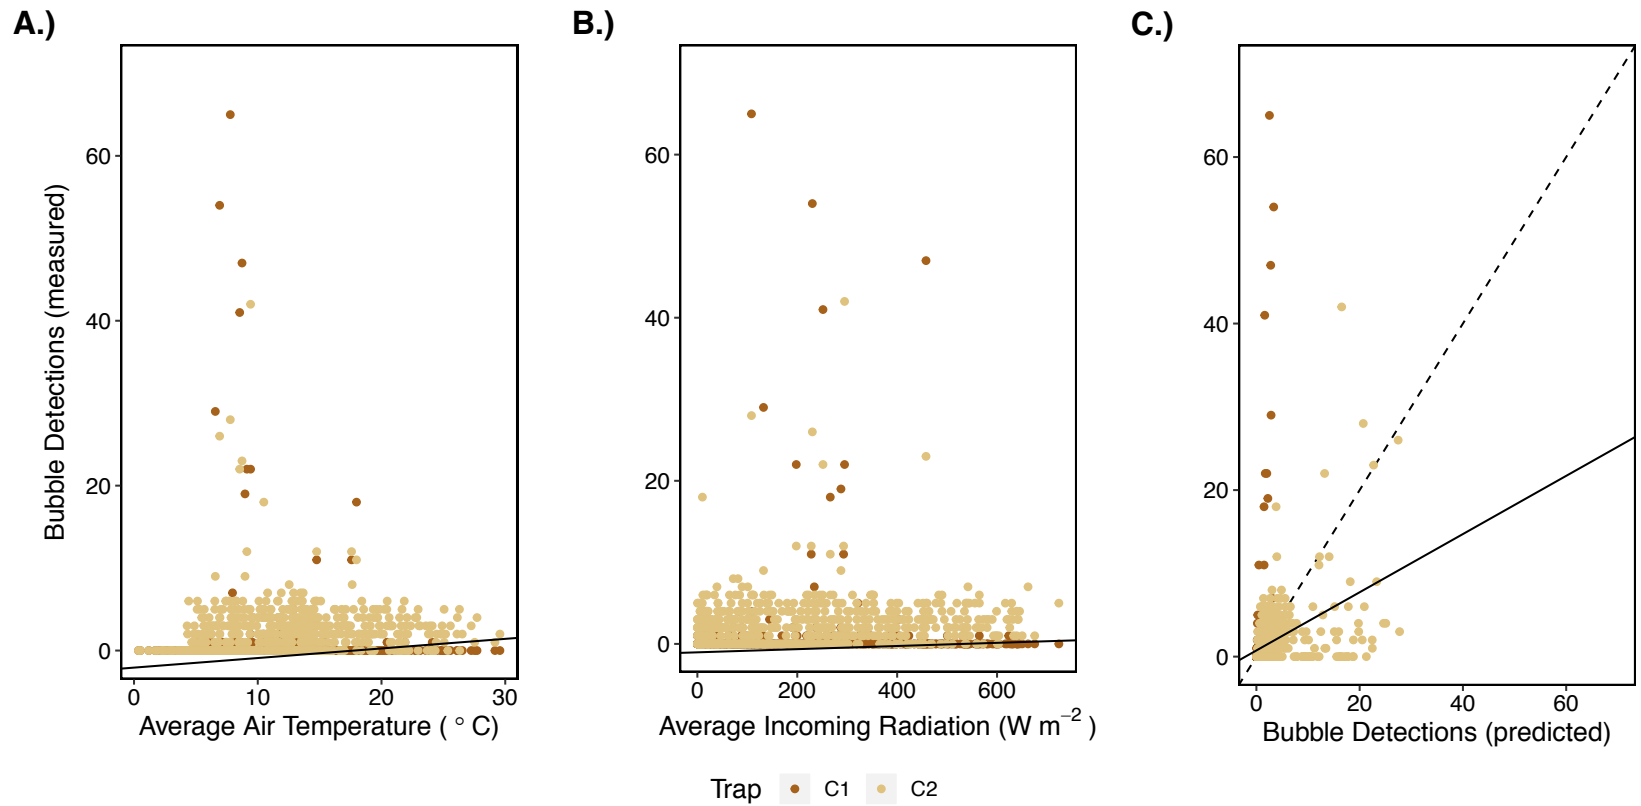 A.)
B.)
C.)
Bubble Detections (measured)
60
40
20
0
0 10 20 30
Average Air Temperature ( ° C)
60
40
20
0
0 200 400 600
Average Incoming Radiation (W m⁻² )
60
40
20
0
0 20 40 60
Bubble Detections (predicted)
Trap C1 C2